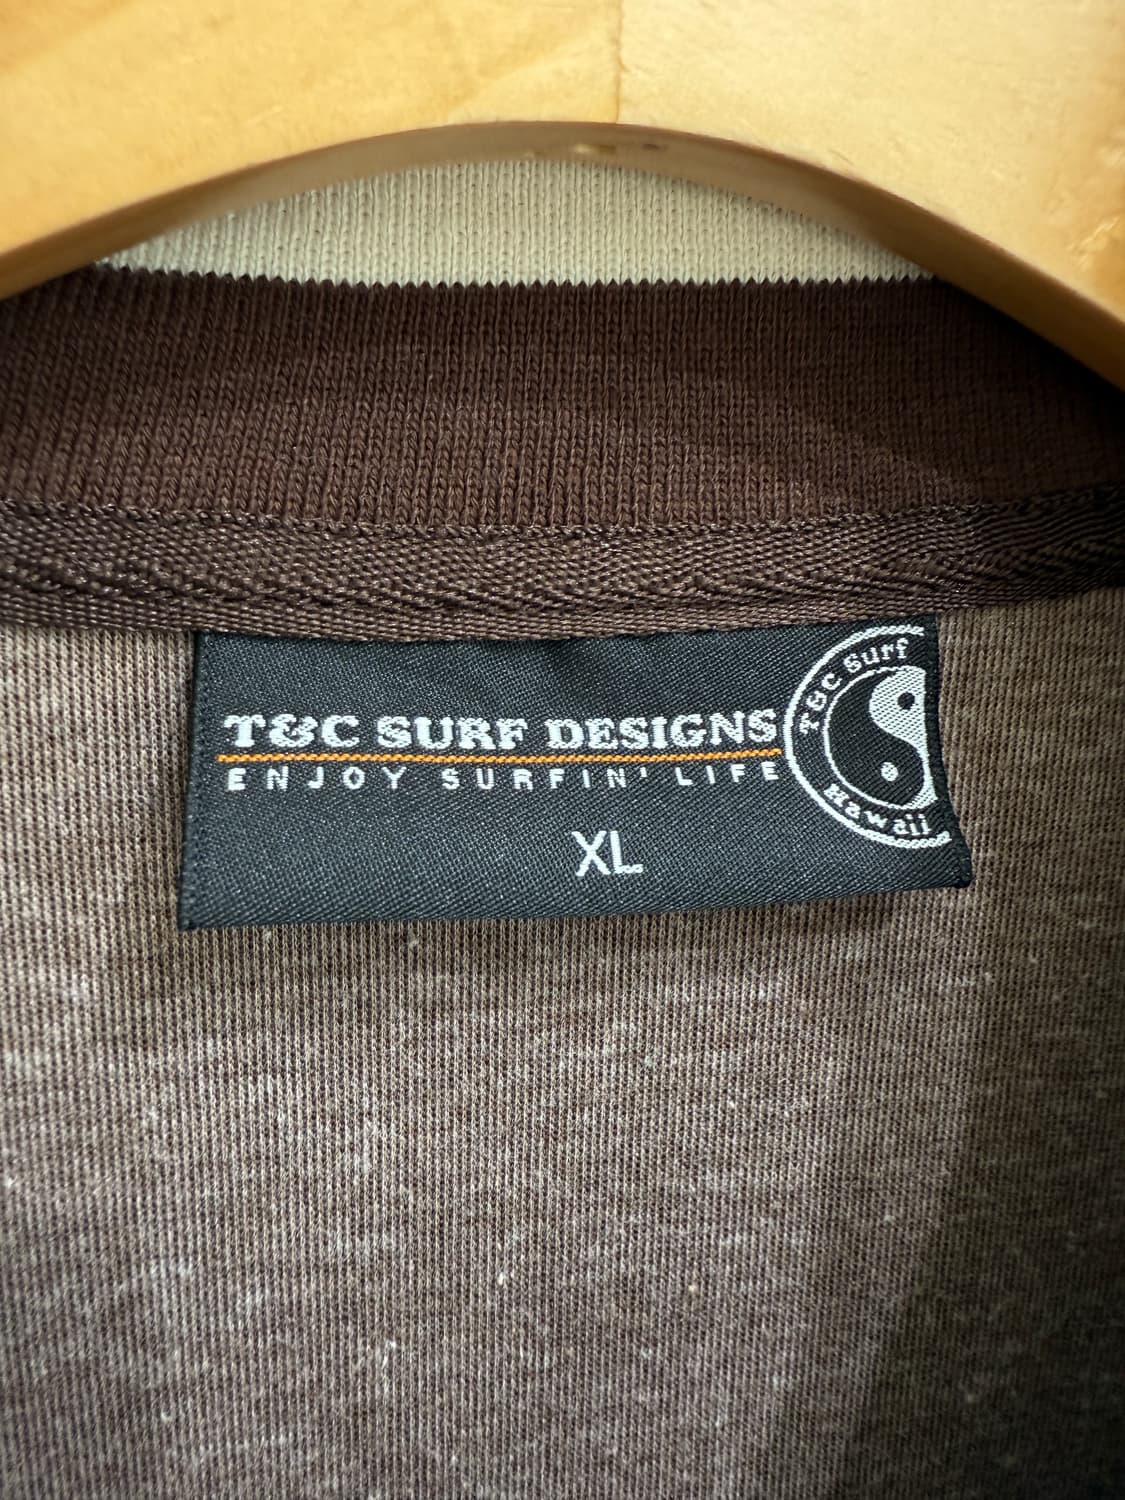 T&C SURF DESIGNS
ENJOY SURFIN' LIFE
XL
T&C Surf
Hawaii